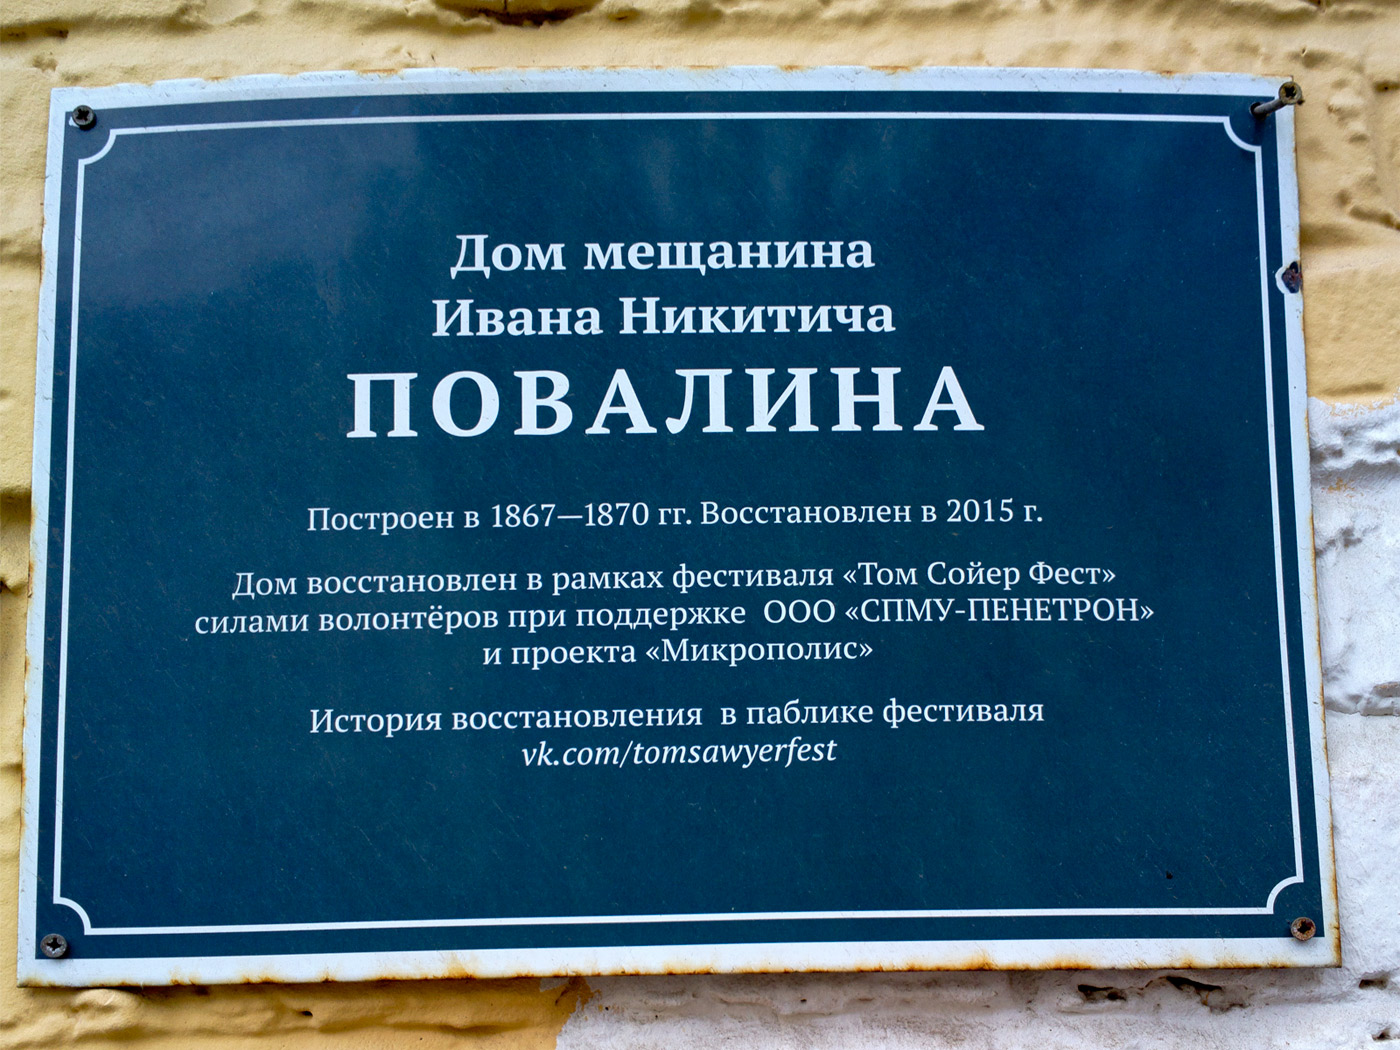 Дом мещанина
Ивана Никитича
ПОВАЛИНА
Построен в 1867—1870 гг. Восстановлен в 2015 г.
Дом восстановлен в рамках фестиваля «Том Сойер Фест»
силами волонтёров при поддержке ООО «СПМУ-ПЕНЕТРОН»
и проекта «Микрополис»
История восстановления в паблике фестиваля
vk.com/tomsawyerfest